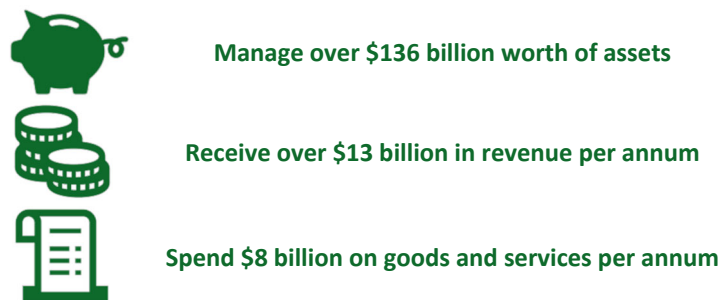 Manage over $136 billion worth of assets
Receive over $13 billion in revenue per annum
Spend $8 billion on goods and services per annum